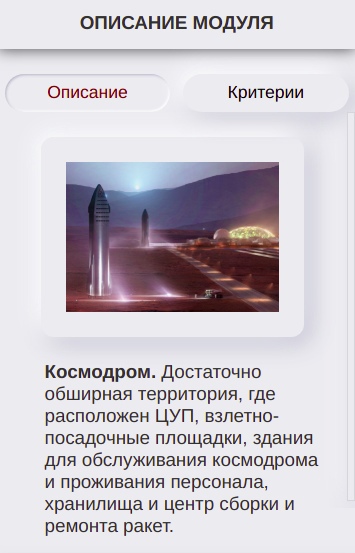 ОПИСАНИЕ МОДУЛЯ
Описание
Критерии
Космодром. Достаточно
обширная территория, где
расположен ЦУП, взлетно-
посадочные площадки, здания
для обслуживания космодрома
и проживания персонала,
хранилища и центр сборки и
ремонта ракет.